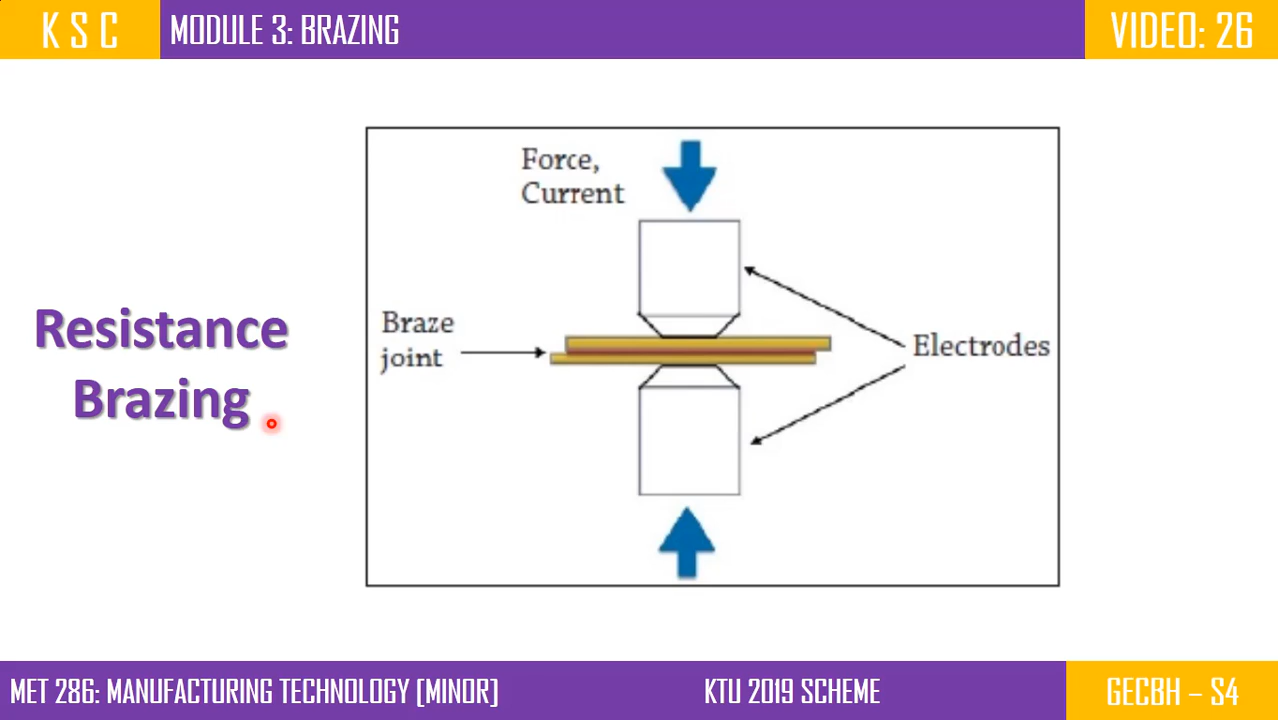 K S C
MODULE 3: BRAZING
VIDEO: 26
Force,
Current
Resistance
Brazing
Braze
joint
Electrodes
MET 286: MANUFACTURING TECHNOLOGY (MINOR)
KTU 2019 SCHEME
GECBH – S4